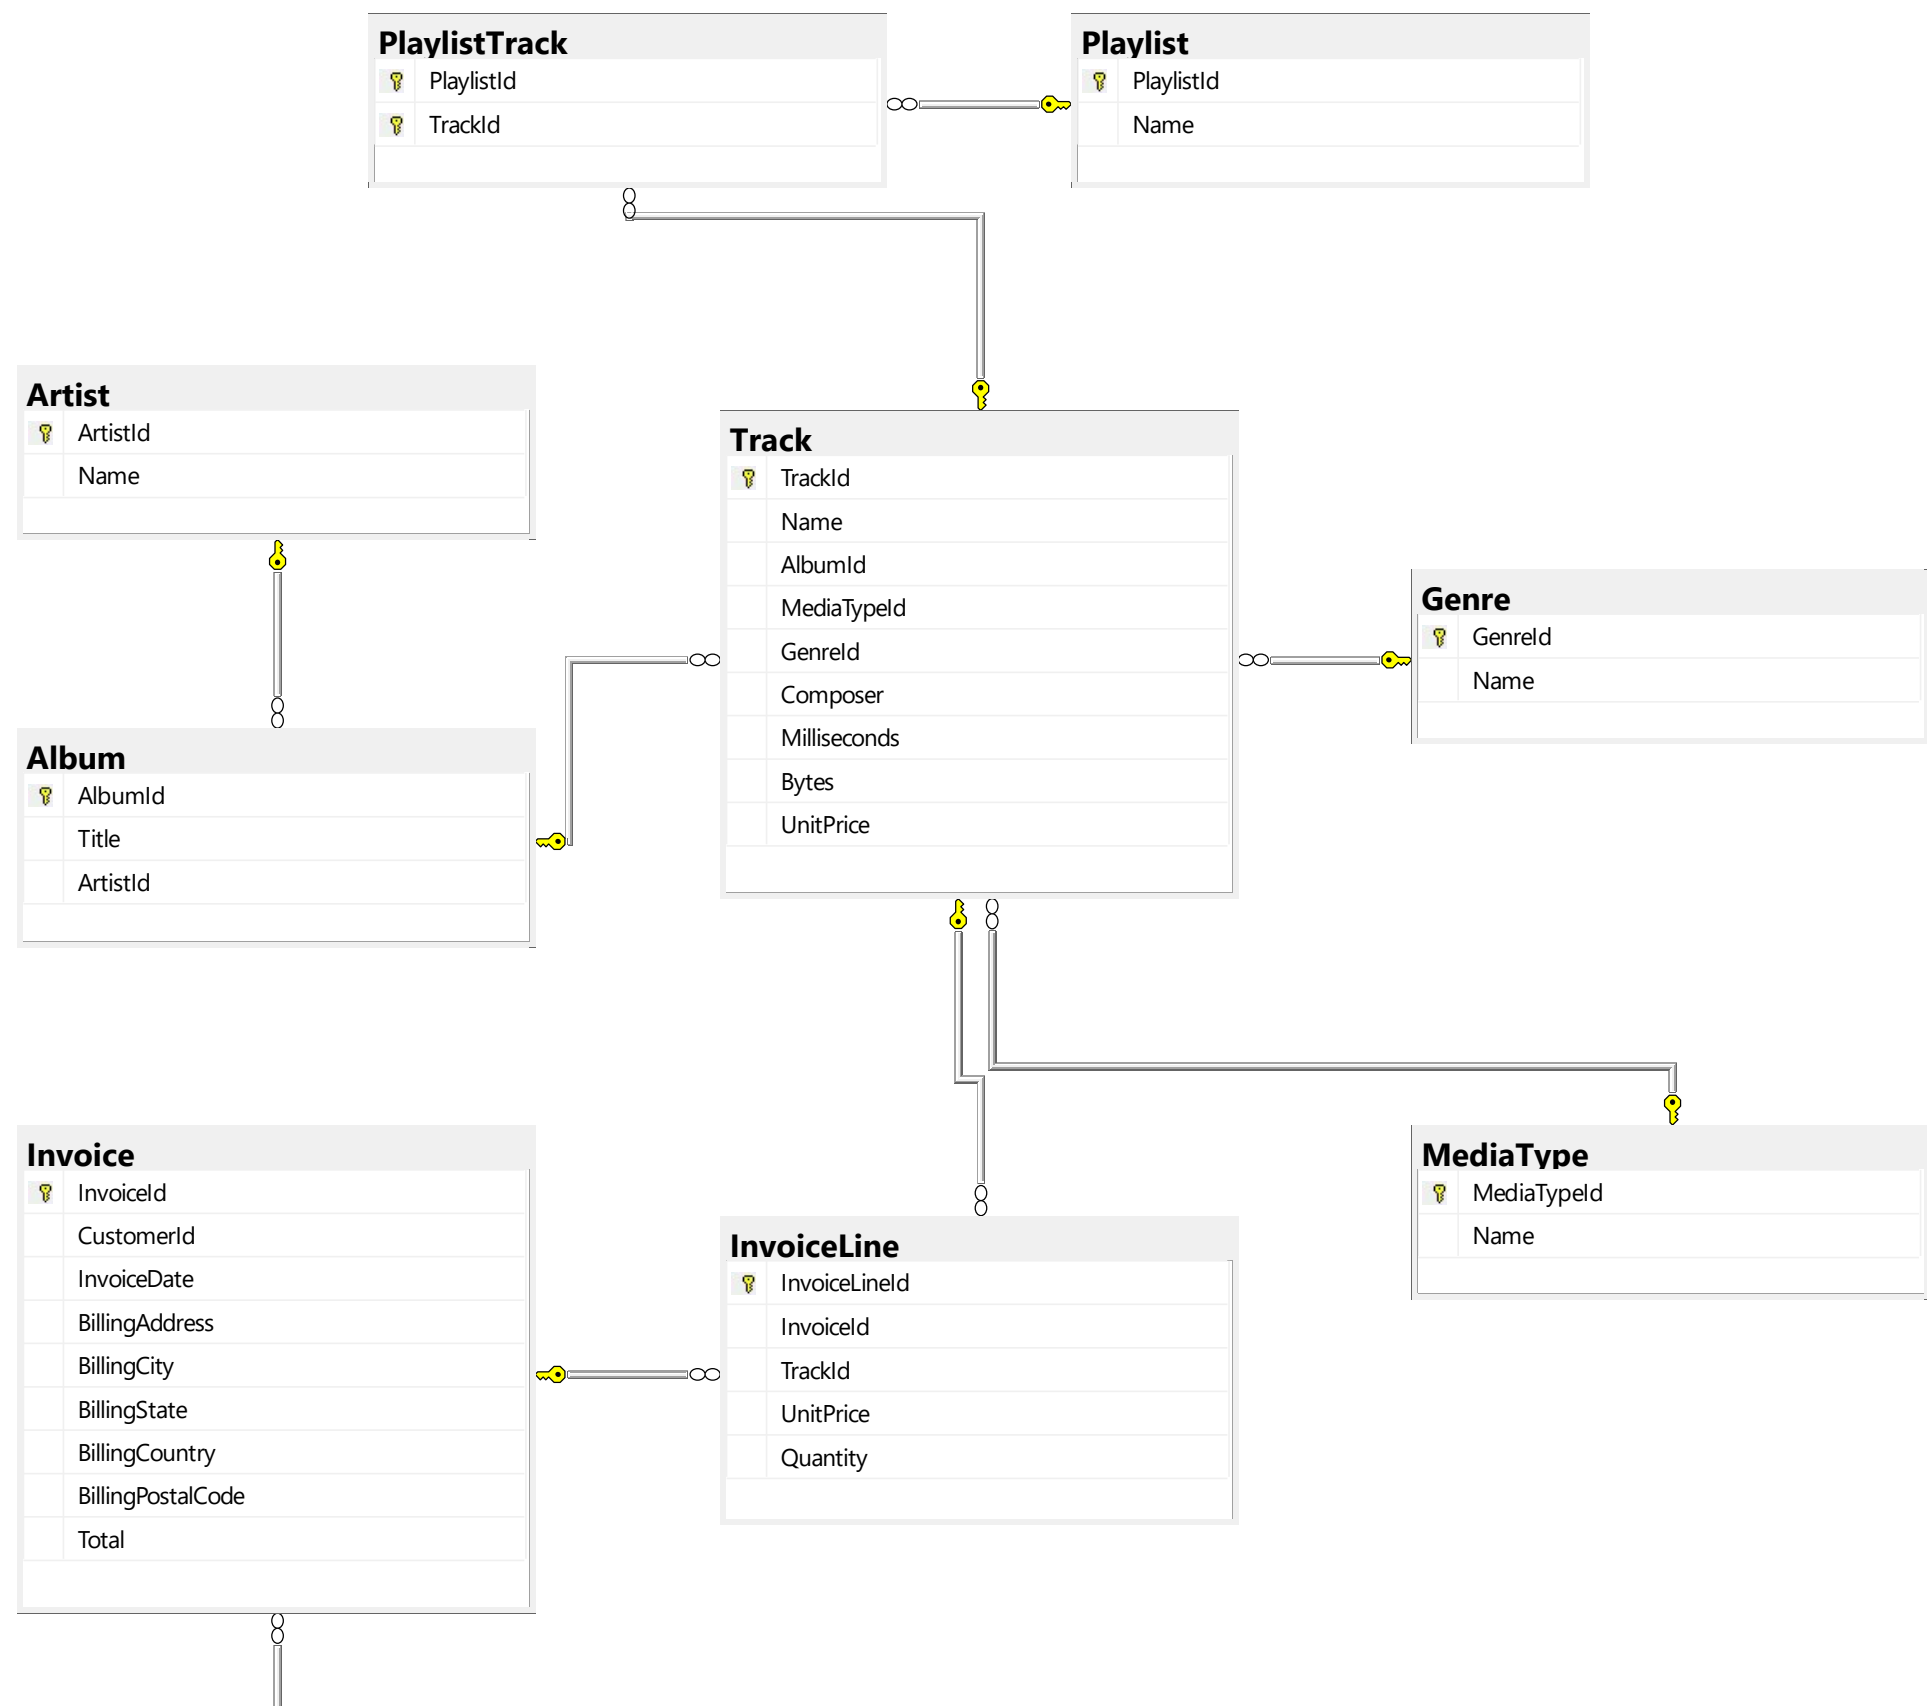 PlaylistTrack
PlaylistId
TrackId
Playlist
PlaylistId
Name
Artist
ArtistId
Name
Track
TrackId
Name
AlbumId
MediaTypeId
GenreId
Composer
Milliseconds
Bytes
UnitPrice
Genre
GenreId
Name
Album
AlbumId
Title
ArtistId
Invoice
InvoiceId
CustomerId
InvoiceDate
BillingAddress
BillingCity
BillingState
BillingCountry
BillingPostalCode
Total
InvoiceLine
InvoiceLineId
InvoiceId
TrackId
UnitPrice
Quantity
MediaType
MediaTypeId
Name